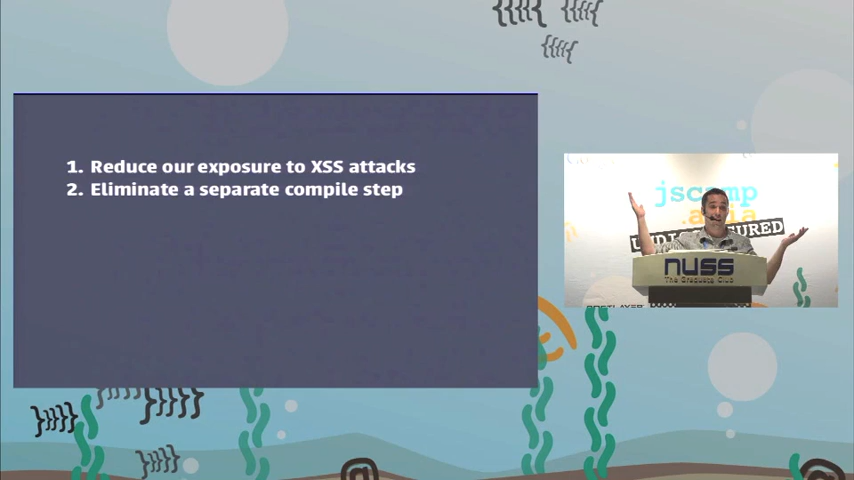 1. Reduce our exposure to XSS attacks
2. Eliminate a separate compile step
jscamp
.asia
nuss
The Graduate Club